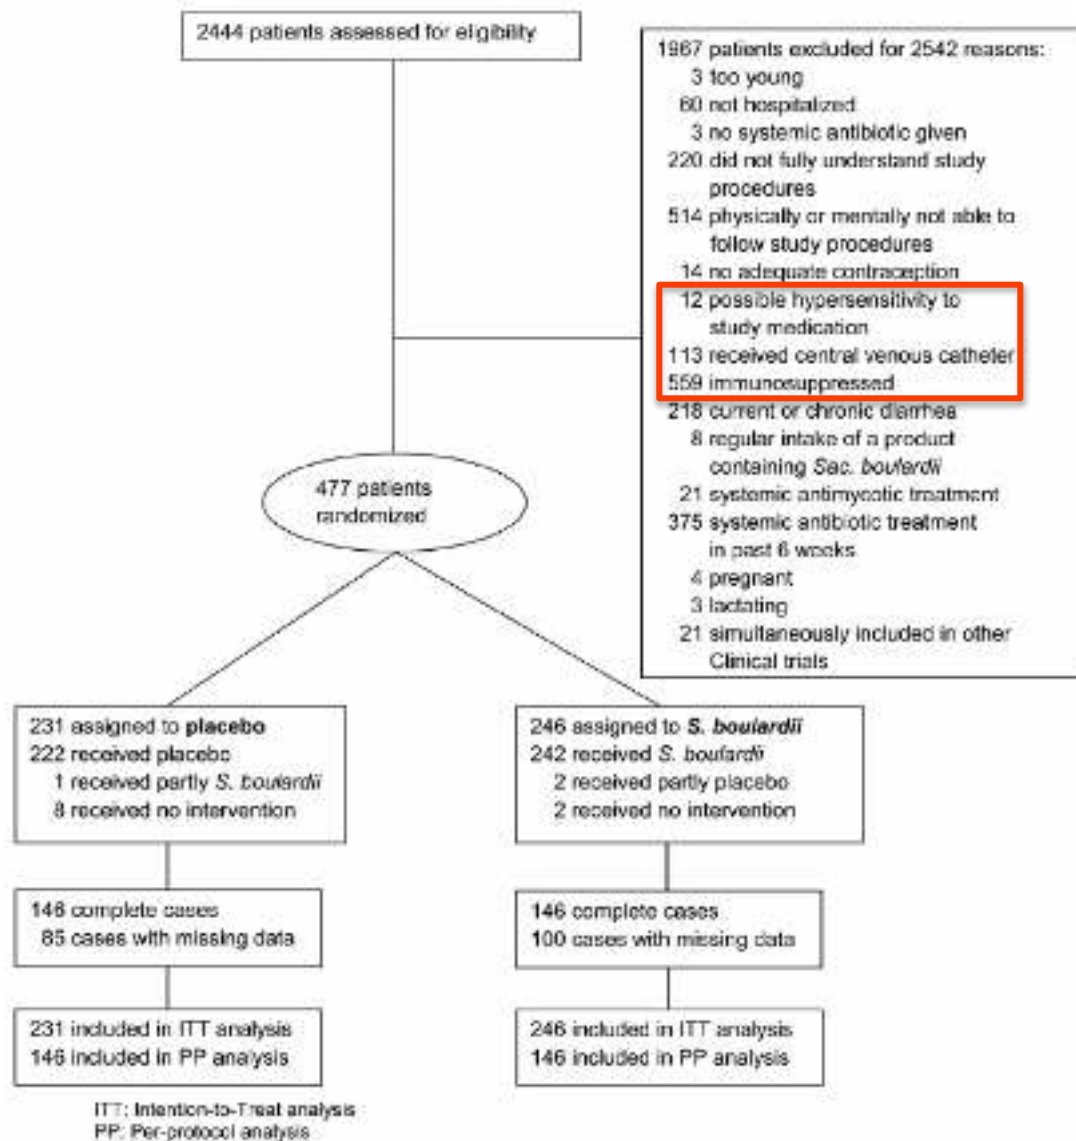 2444 patients assessed for eligibility
1967 patients excluded for 2542 reasons:
3 too young
60 not hospitalized
3 no systemic antibiotic given
220 did not fully understand study
procedures
514 physically or mentally not able to
follow study procedures
14 no adequate contraception
12 possible hypersensitivity to
study medication
113 received central venous catheter
559 immunosuppressed
218 current or chronic diarrhea
8 regular intake of a product
containing Sac. boulardii
21 systemic antimycotic treatment
375 systemic antibiotic treatment
in past 6 weeks
4 pregnant
3 lactating
21 simultaneously included in other
Clinical trials
477 patients
randomized
231 assigned to placebo
222 received placebo
1 received partly S. boulardii
8 received no intervention
246 assigned to S. boulardii
242 received S. boulardii
2 received partly placebo
2 received no intervention
146 complete cases
85 cases with missing data
146 complete cases
100 cases with missing data
231 included in ITT analysis
146 included in PP analysis
246 included in ITT analysis
146 included in PP analysis
ITT: Intention-to-Treat analysis
PP: Per-protocol analysis